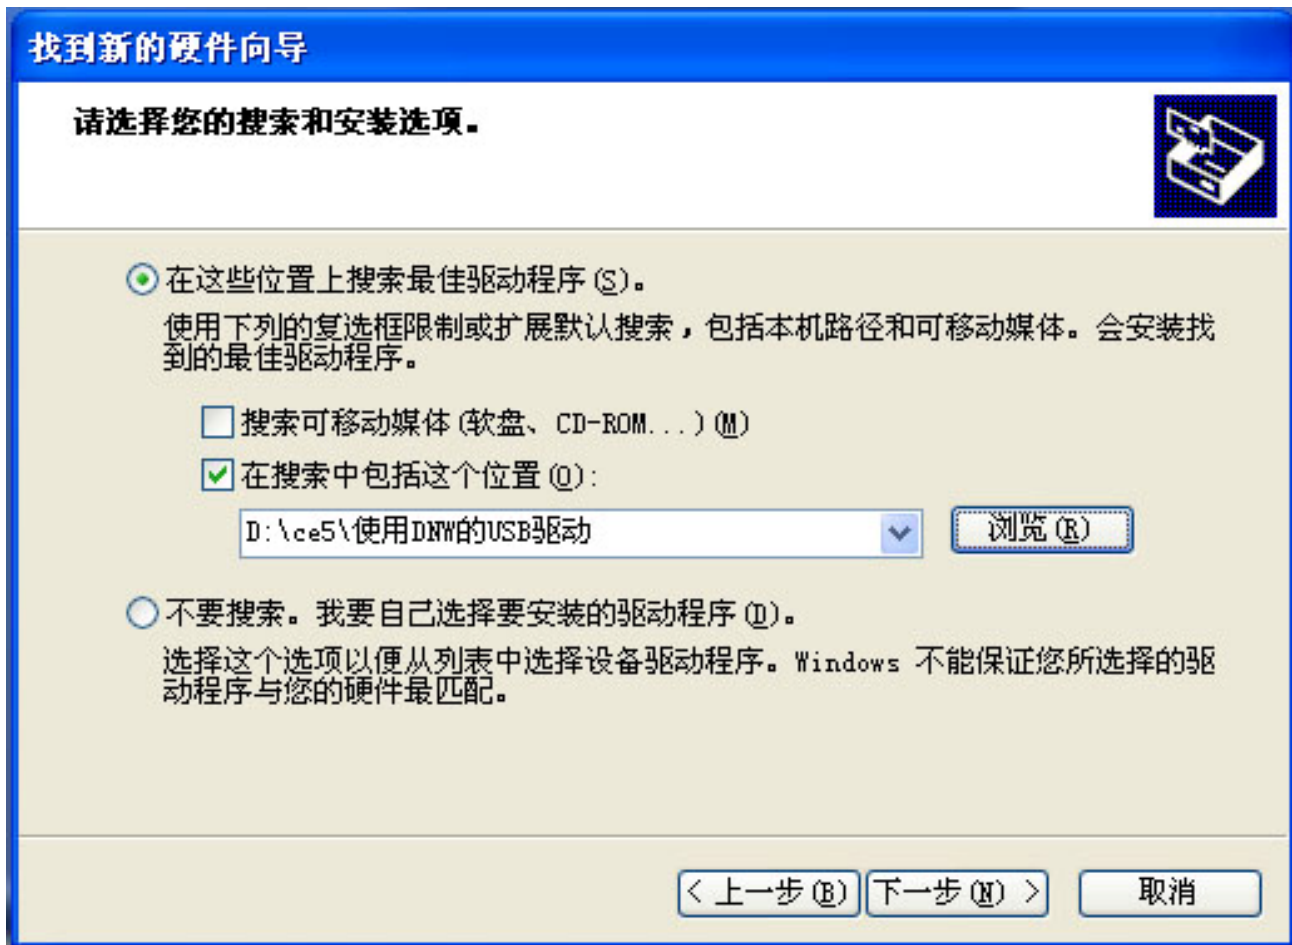 找到新的硬件向导
请选择您的搜索和安装选项。
在这些位置上搜索最佳驱动程序(S)。
使用下列的复选框限制或扩展默认搜索，包括本机路径和可移动媒体。会安装找
到的最佳驱动程序。
搜索可移动媒体(软盘、CD-ROM...)(M)
在搜索中包括这个位置(O):
D:\ce5\使用DNW的USB驱动
浏览(R)
不要搜索。我要自己选择要安装的驱动程序(D)。
选择这个选项以便从列表中选择设备驱动程序。Windows 不能保证您所选择的驱
动程序与您的硬件最匹配。
< 上一步(B) 下一步(N) > 取消